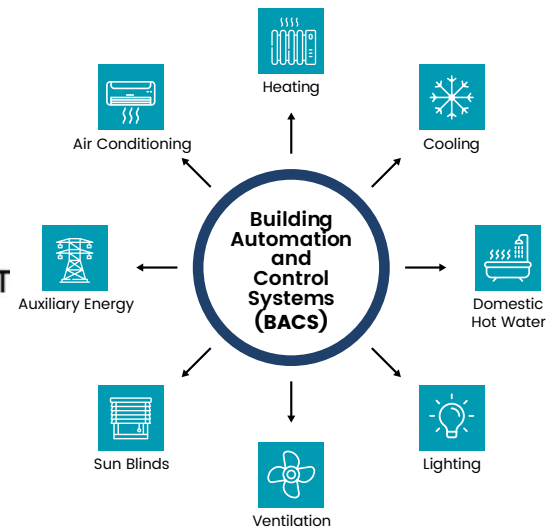 Heating
Air Conditioning
Cooling
Building
Automation
and
Control
Systems
(BACS)
T
Auxiliary Energy
Domestic
Hot Water
Sun Blinds
Lighting
Ventilation